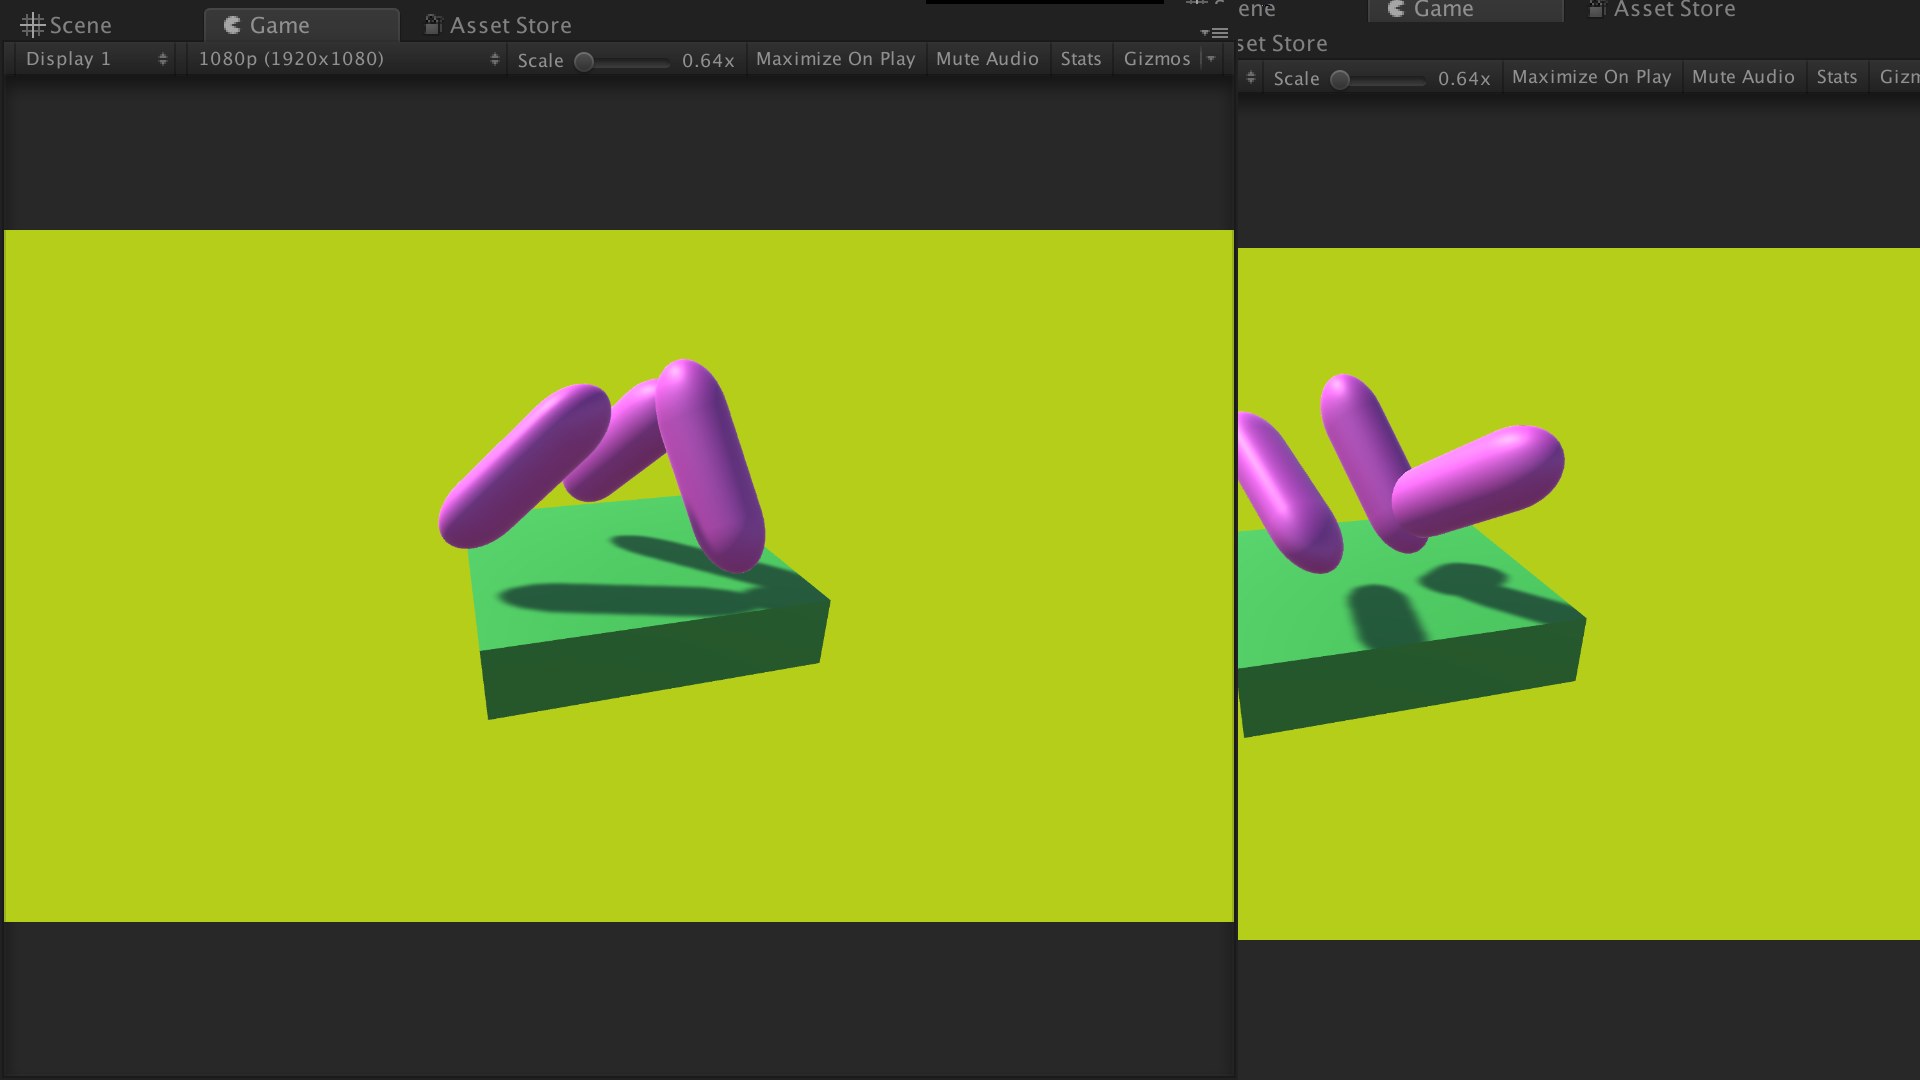 Scene Game Asset Store
Display 1 1080p (1920x1080) Scale 0.64x Maximize On Play Mute Audio Stats Gizmos
ene Game Asset Store
set Store
Scale 0.64x Maximize On Play Mute Audio Stats Gizm